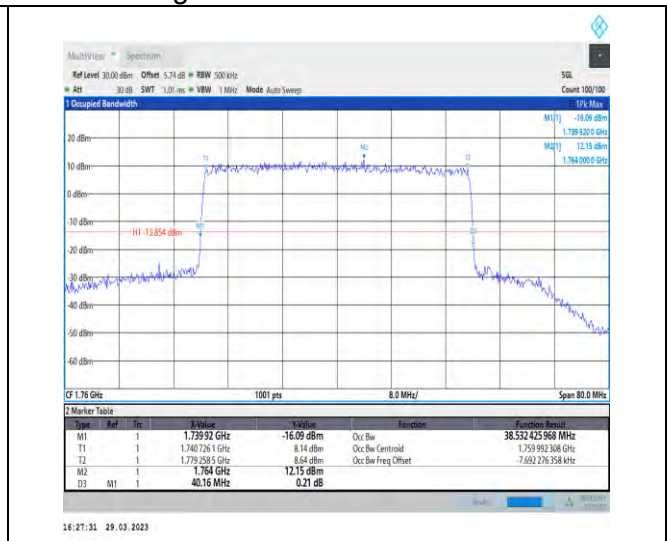 MultiView Spectrum
Ref Level 30.00 dBm Offset 5.74 dB RBW 500 kHz SGL
Att 30 dB SWT 1.01 ms VBW 1 MHz Mode Auto Sweep Count 100/100
1 Occupied Bandwidth 1Pk Max
M1[1] -16.09 dBm
1.739 920 0 GHz
M2[1] 12.15 dBm
1.764 000 0 GHz
20 dBm
M2
T1 T2
10 dBm
0 dBm
-10 dBm
H1 -13.854 dBm M1 D3
-20 dBm
-30 dBm
-40 dBm
-50 dBm
-60 dBm
CF 1.76 GHz 1001 pts 8.0 MHz/ Span 80.0 MHz
2 Marker Table
Type Ref Trc X-Value Y-Value Function Function Result
M1 1 1.739 92 GHz -16.09 dBm Occ Bw 38.532 425 968 MHz
T1 1 1.740 726 1 GHz 8.14 dBm Occ Bw Centroid 1.759 992 308 GHz
T2 1 1.779 258 5 GHz 8.64 dBm Occ Bw Freq Offset -7.692 276 358 kHz
M2 1 1.764 GHz 12.15 dBm
D3 M1 1 40.16 MHz 0.21 dB
16:27:31 29.03.2023